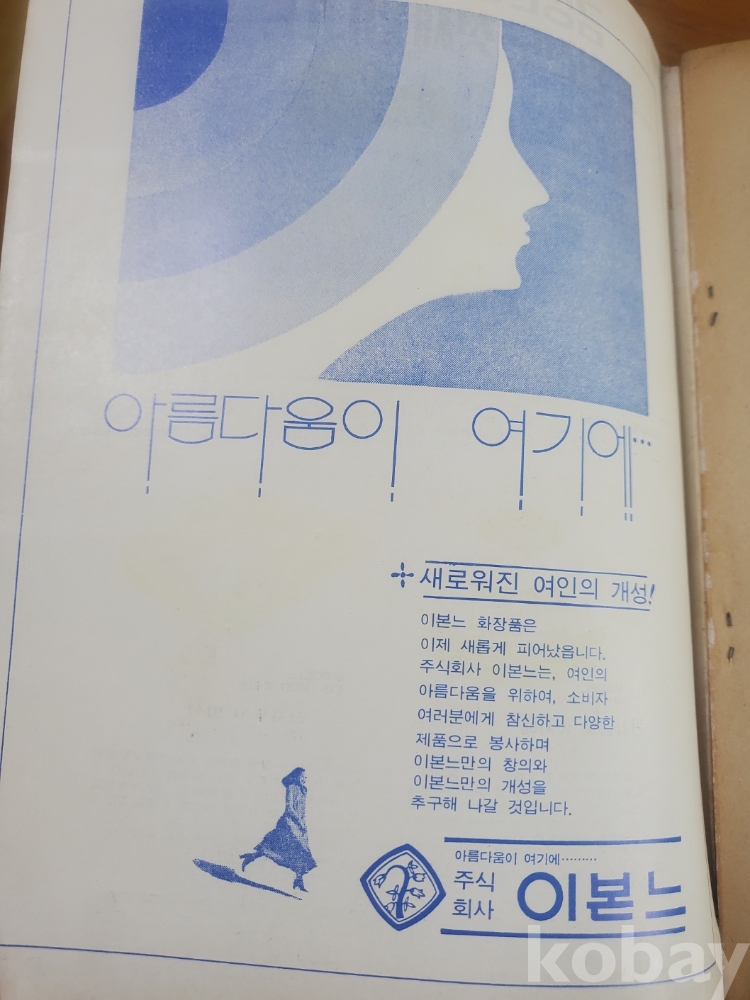 아름다움이 여기에...
새로워진 여인의 개성!
이본느 화장품은
이제 새롭게 피어났읍니다.
주식회사 이본느는, 여인의
아름다움을 위하여, 소비자
여러분에게 참신하고 다양한
제품으로 봉사하며
이본느만의 창의와
이본느만의 개성을
추구해 나갈 것입니다.
아름다움이 여기에·········
주식
회사 이본느
kobay